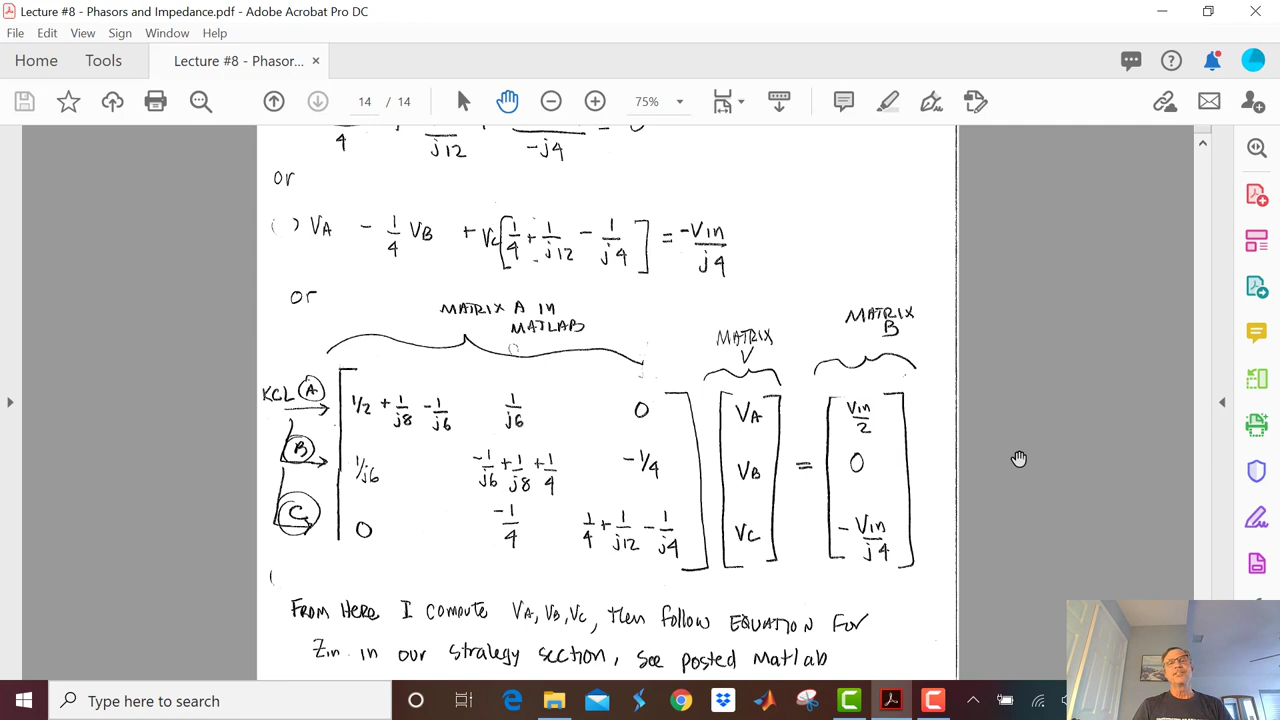 Lecture #8 - Phasors and Impedance.pdf - Adobe Acrobat Pro DC
File Edit View Sign Window Help
Home Tools Lecture #8 - Phasor... ×
14 / 14 75%
4 j12 -j4 = 0
or
( ) VA - 1/4 VB + VC [1/4 + 1/j12 - 1/j4] = -Vin/j4
or
MATRIX A IN
MATLAB
MATRIX
V
MATRIX
B
KCL A 1/2 + 1/j8 - 1/j6 1/j6 0 VA Vin/2
B 1/j6 -1/j6 + 1/j8 + 1/4 -1/4 VB = 0
C 0 -1/4 1/4 + 1/j12 - 1/j4 VC -Vin/j4
FROM HERE I compute VA, VB, VC, then follow EQUATION FOR
Zin in our strategy section, see posted Matlab
Type here to search